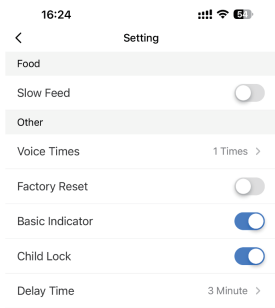 16:24
54
Setting
Food
Slow Feed
Other
Voice Times 1 Times
Factory Reset
Basic Indicator
Child Lock
Delay Time 3 Minute